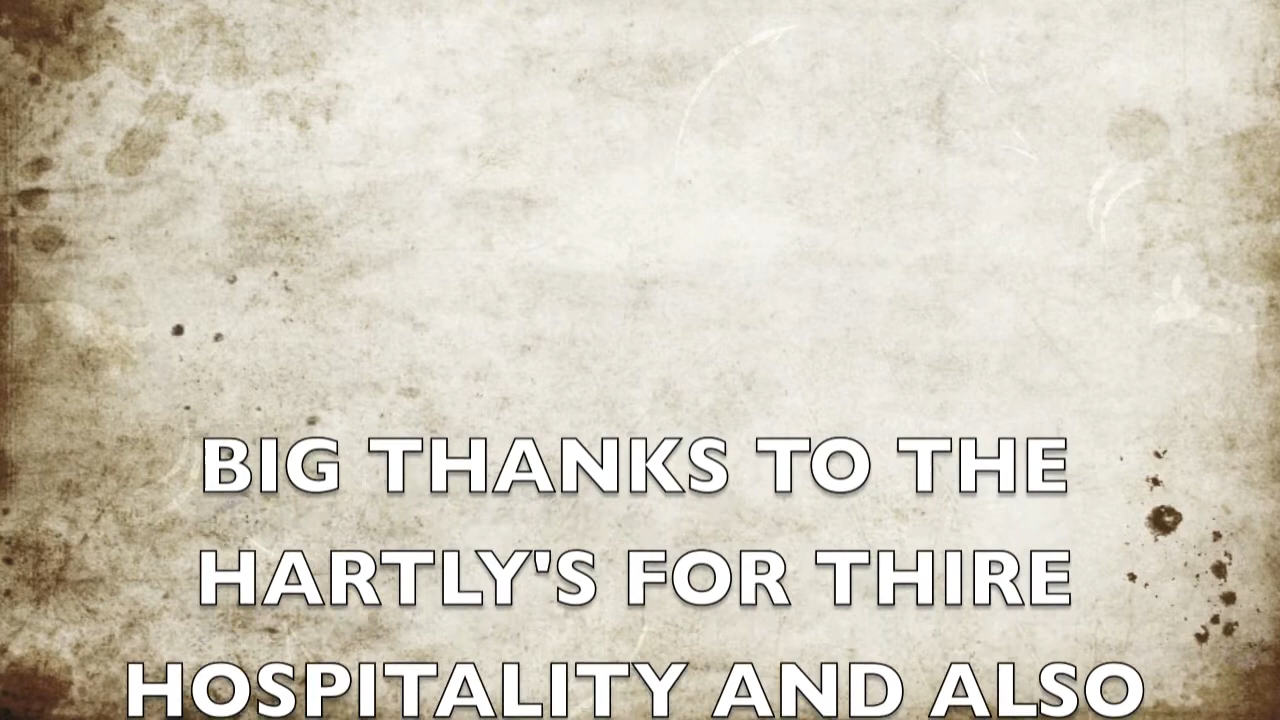 BIG THANKS TO THE
HARTLY'S FOR THIRE
HOSPITALITY AND ALSO